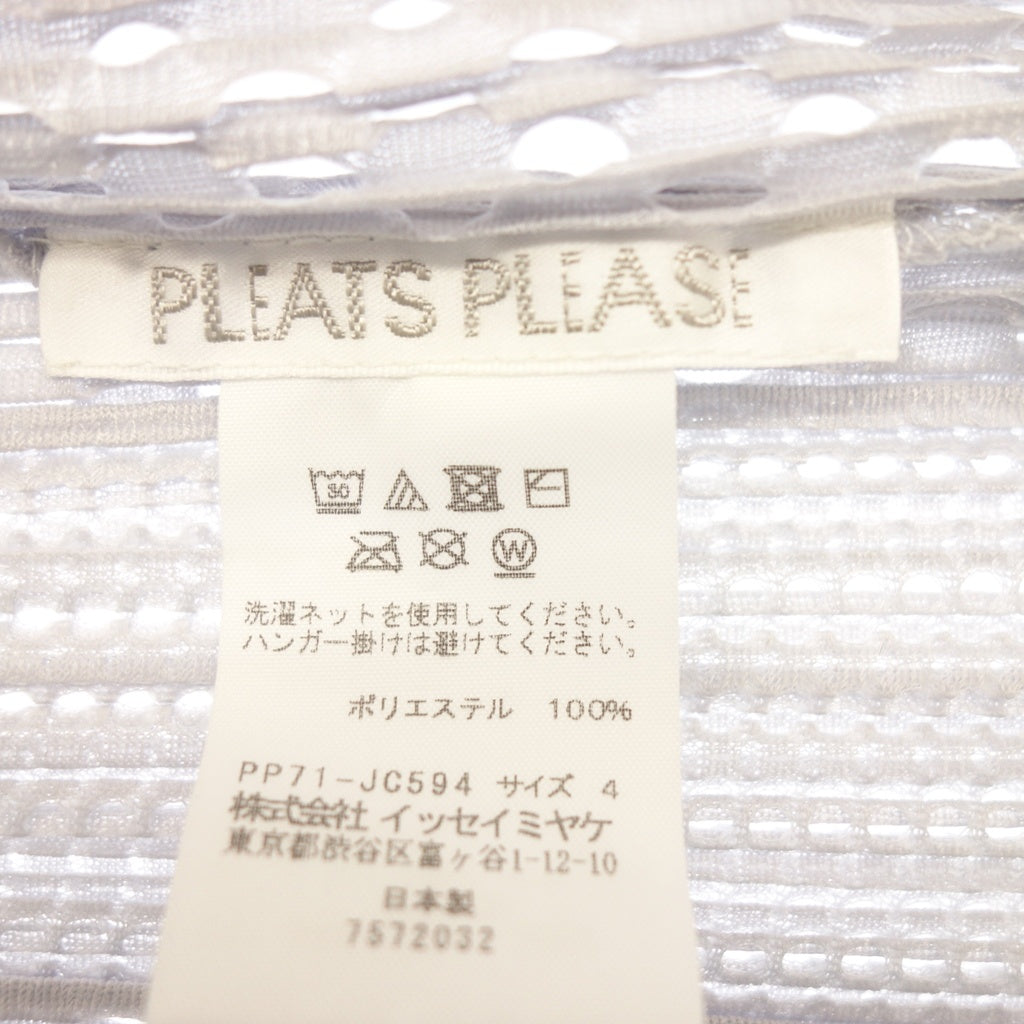 PLEATS PLEASE
30
W
洗濯ネットを使用してください。
ハンガー掛けは避けてください。
ポリエステル 100%
PP71-JC594 サイズ 4
株式会社 イッセイミヤケ
東京都渋谷区富ヶ谷1-12-10
日本製
7572032